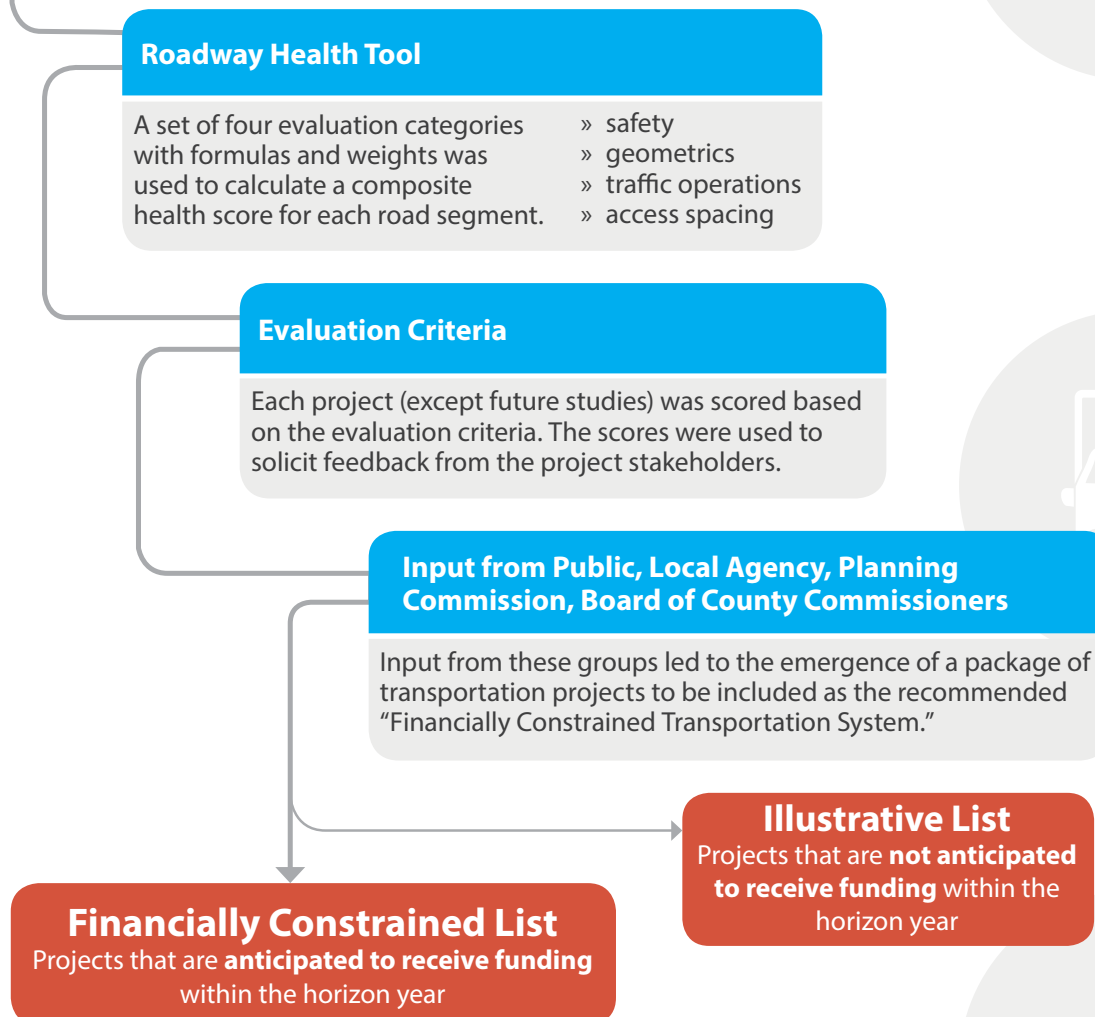 Roadway Health Tool
A set of four evaluation categories
with formulas and weights was
used to calculate a composite
health score for each road segment.
» safety
» geometrics
» traffic operations
» access spacing
Evaluation Criteria
Each project (except future studies) was scored based
on the evaluation criteria. The scores were used to
solicit feedback from the project stakeholders.
Input from Public, Local Agency, Planning
Commission, Board of County Commissioners
Input from these groups led to the emergence of a package of
transportation projects to be included as the recommended
“Financially Constrained Transportation System.”
Illustrative List
Projects that are not anticipated
to receive funding within the
horizon year
Financially Constrained List
Projects that are anticipated to receive funding
within the horizon year